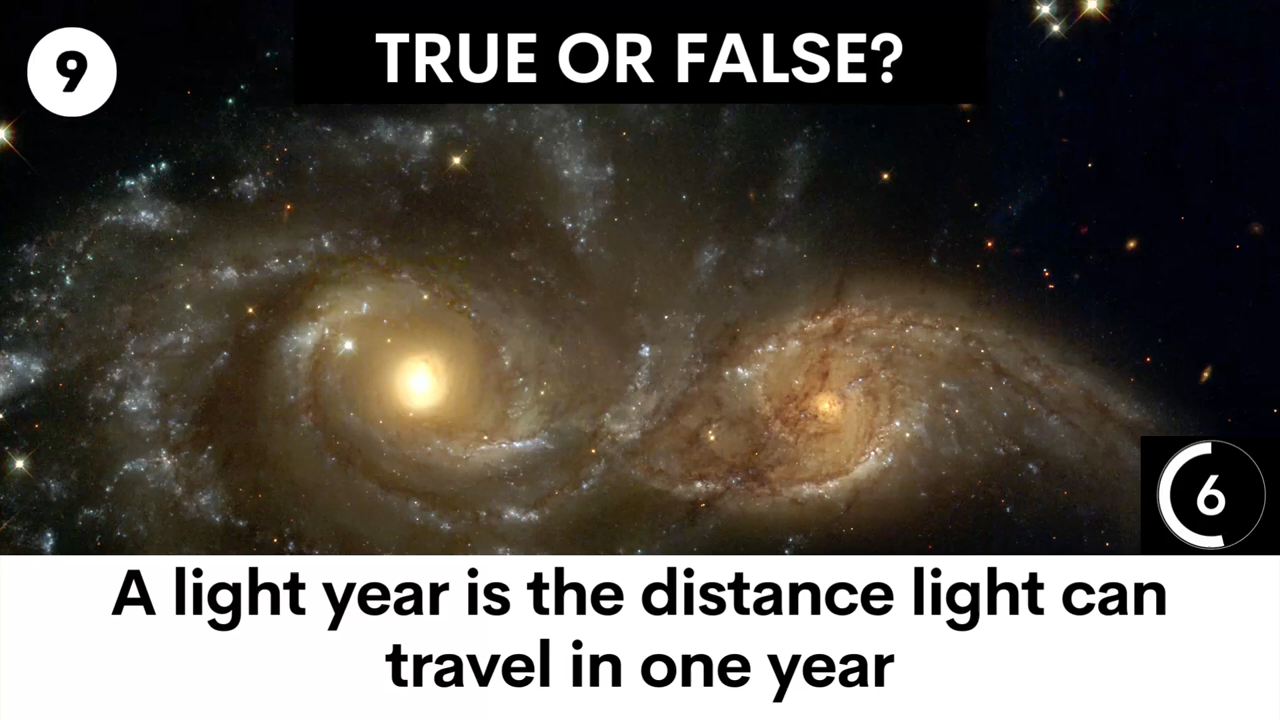 9
TRUE OR FALSE?
6
A light year is the distance light can
travel in one year